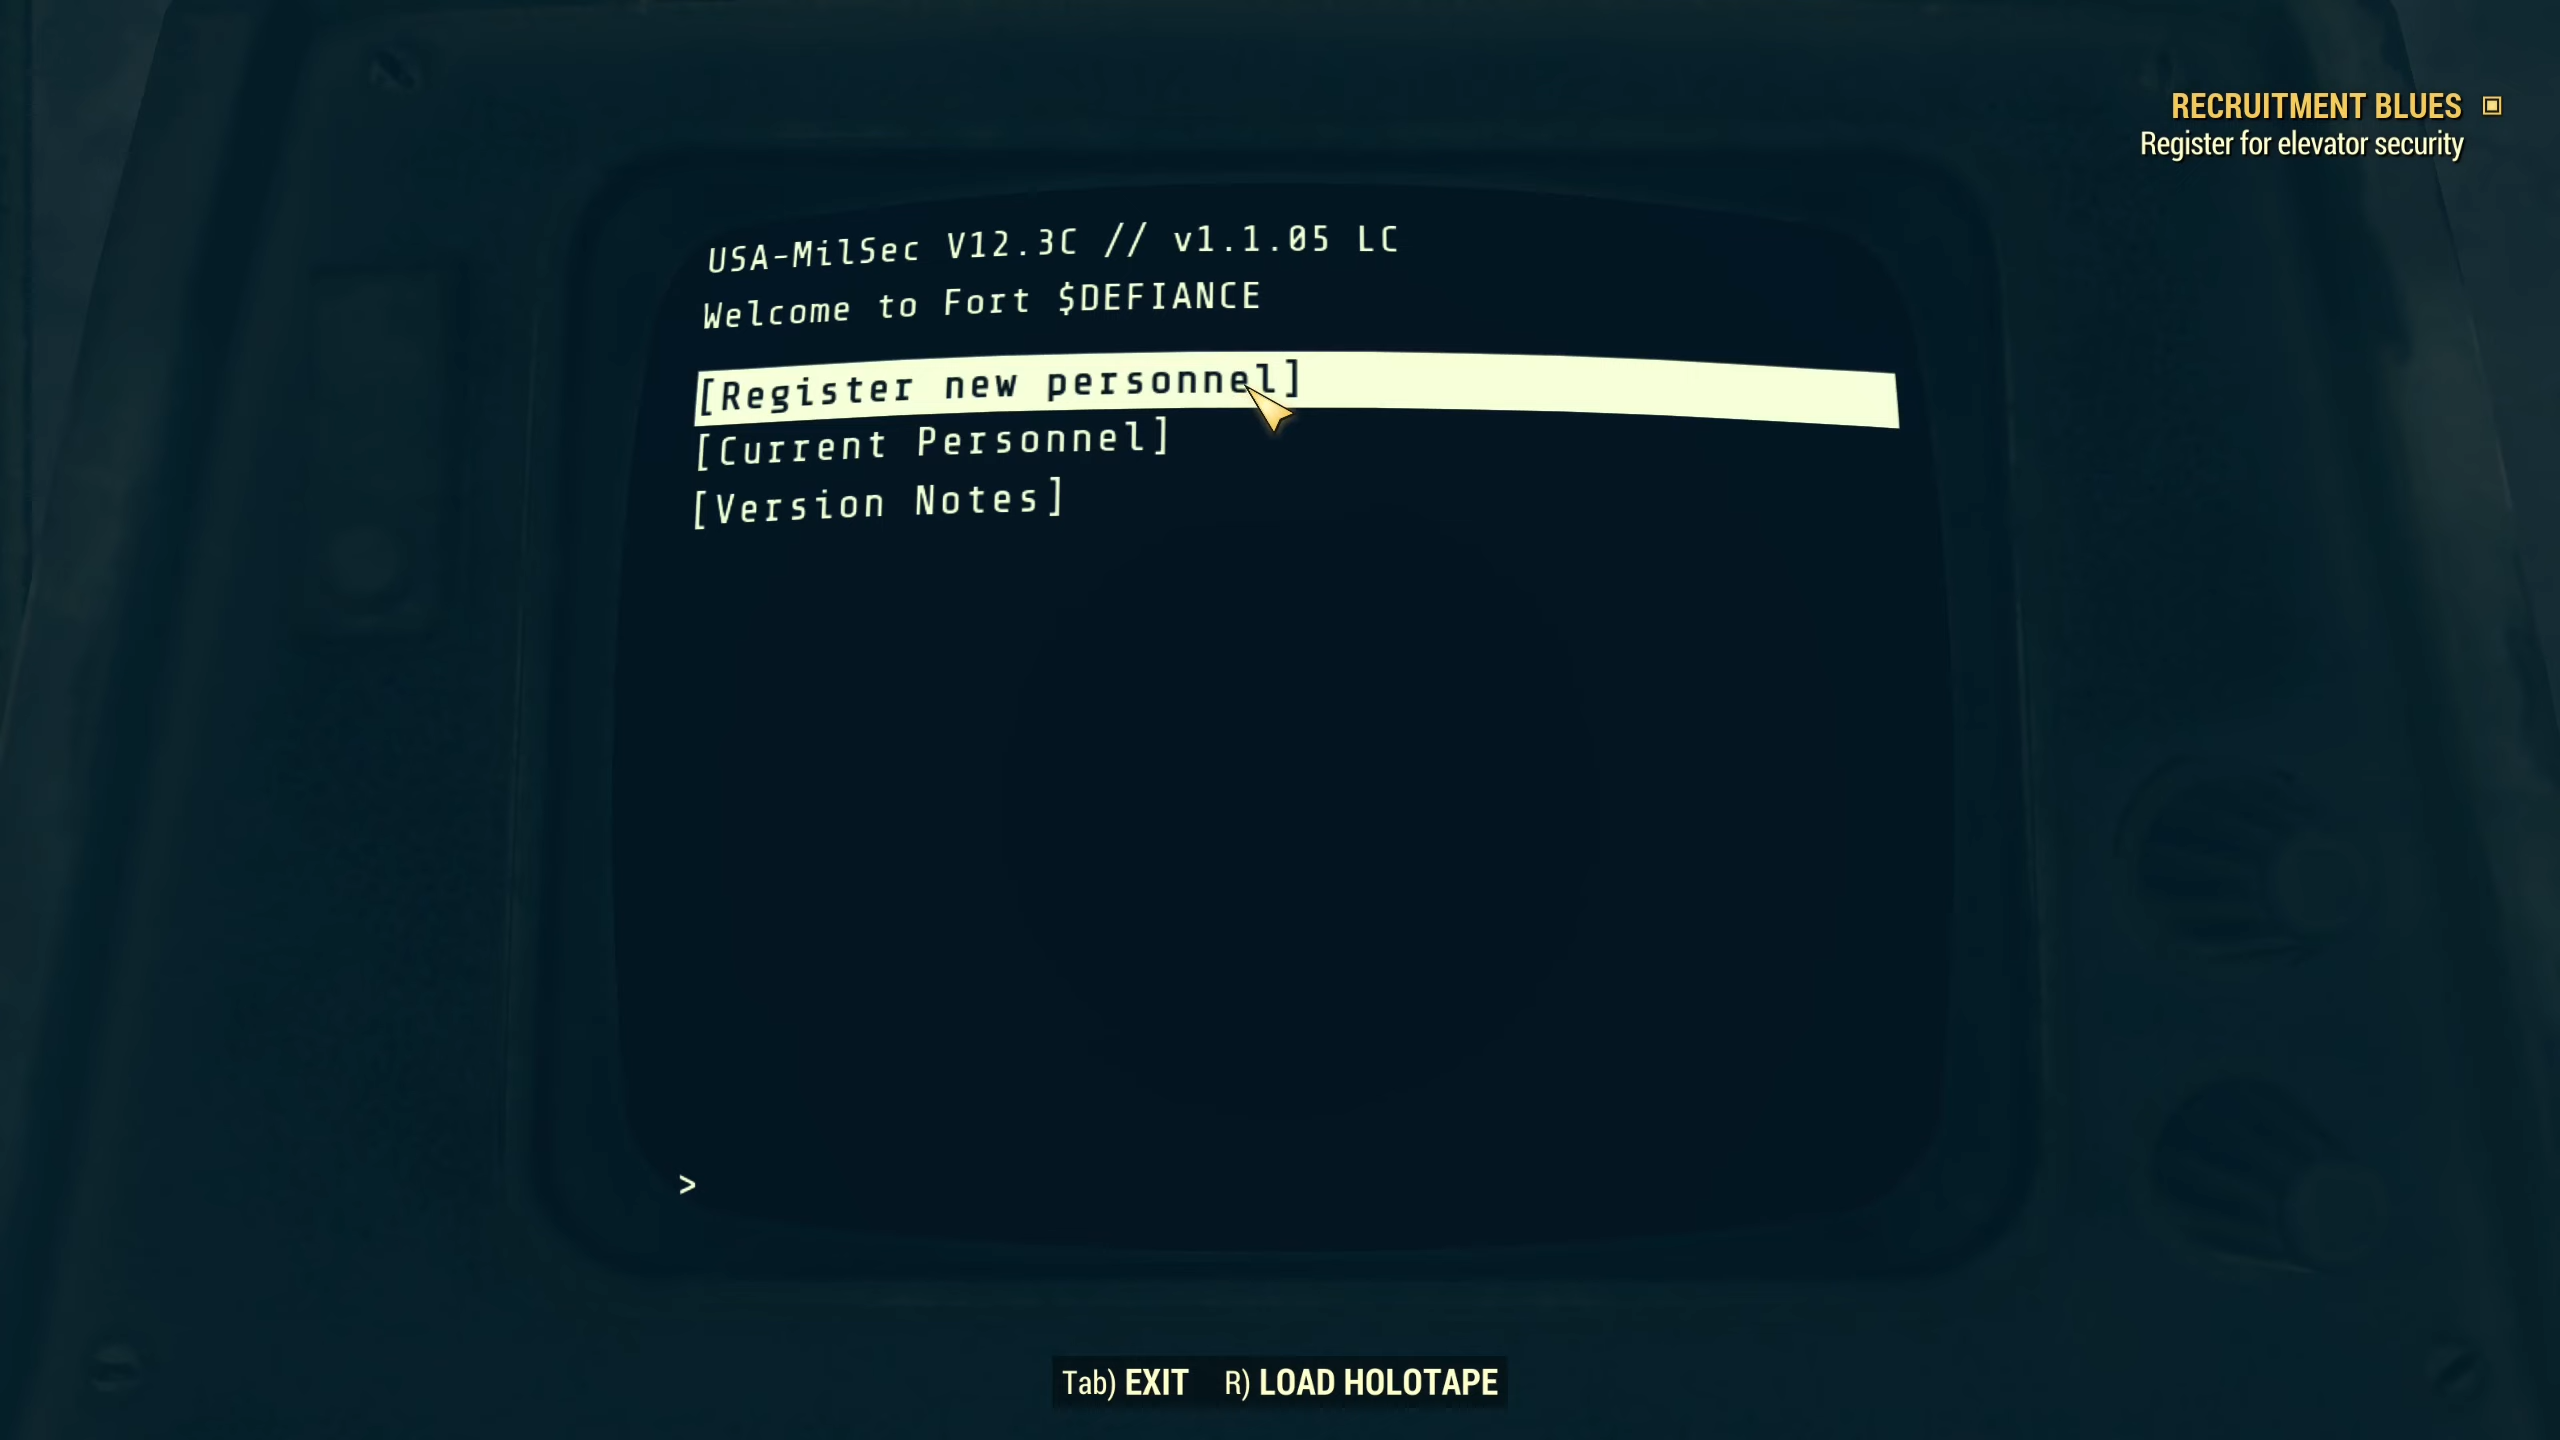 RECRUITMENT BLUES
Register for elevator security
USA-MilSec V12.3C // v1.1.05 LC
Welcome to Fort $DEFIANCE
[Register new personnel]
[Current Personnel]
[Version Notes]
>
Tab) EXIT R) LOAD HOLOTAPE